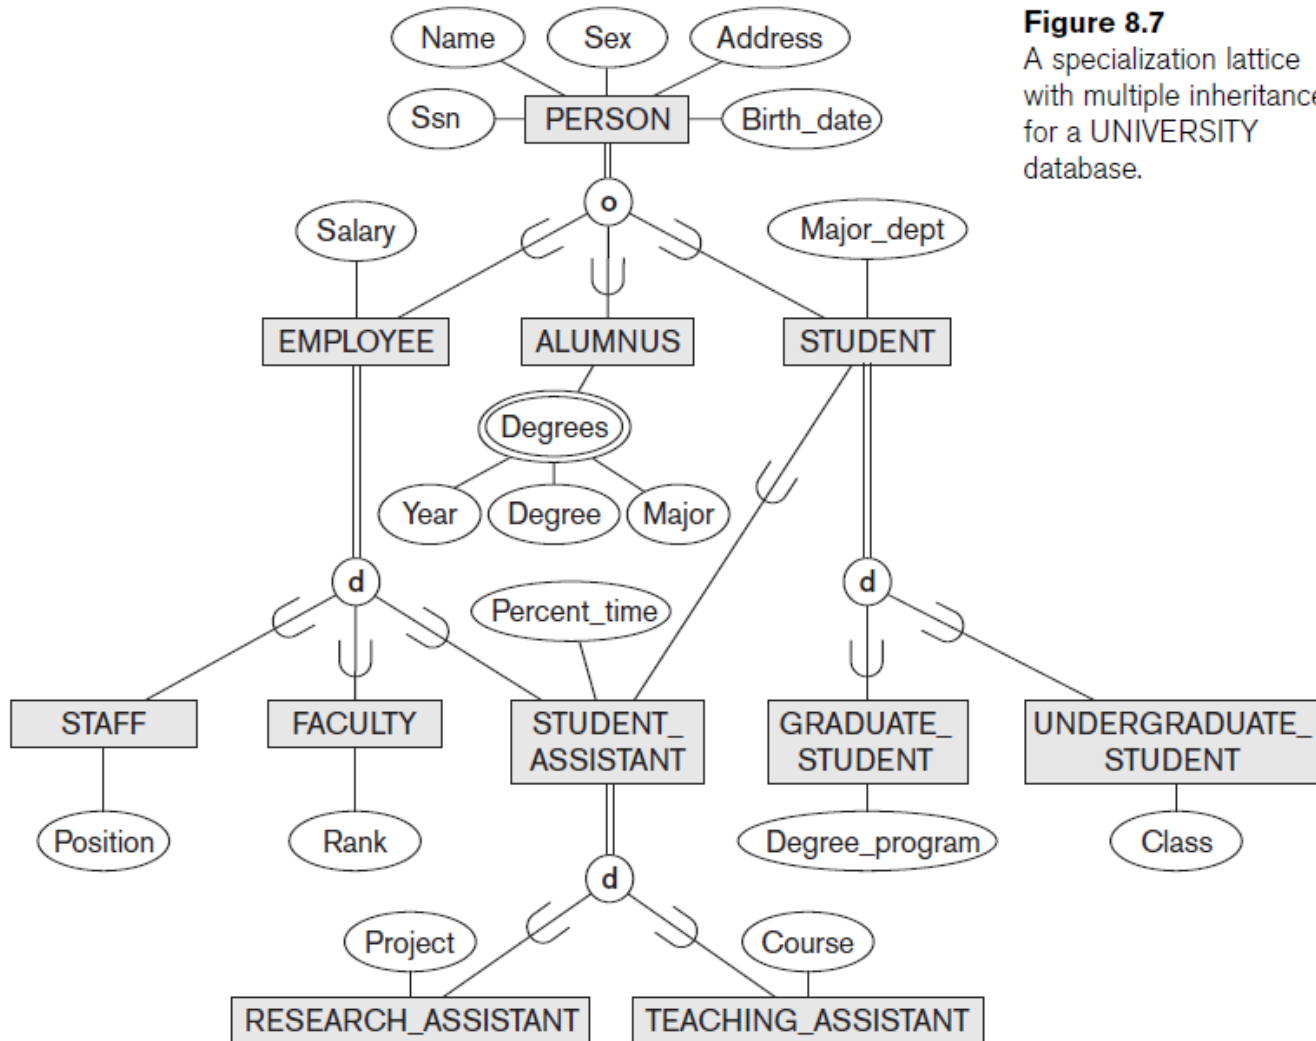 Figure 8.7
A specialization lattice
with multiple inheritance
for a UNIVERSITY
database.
Name
Sex
Address
Ssn
PERSON
Birth_date
o
Salary
Major_dept
EMPLOYEE
ALUMNUS
STUDENT
Degrees
Year
Degree
Major
d
d
Percent_time
STAFF
FACULTY
STUDENT_
ASSISTANT
GRADUATE_
STUDENT
UNDERGRADUATE_
STUDENT
Position
Rank
Degree_program
Class
d
Project
Course
RESEARCH_ASSISTANT
TEACHING_ASSISTANT